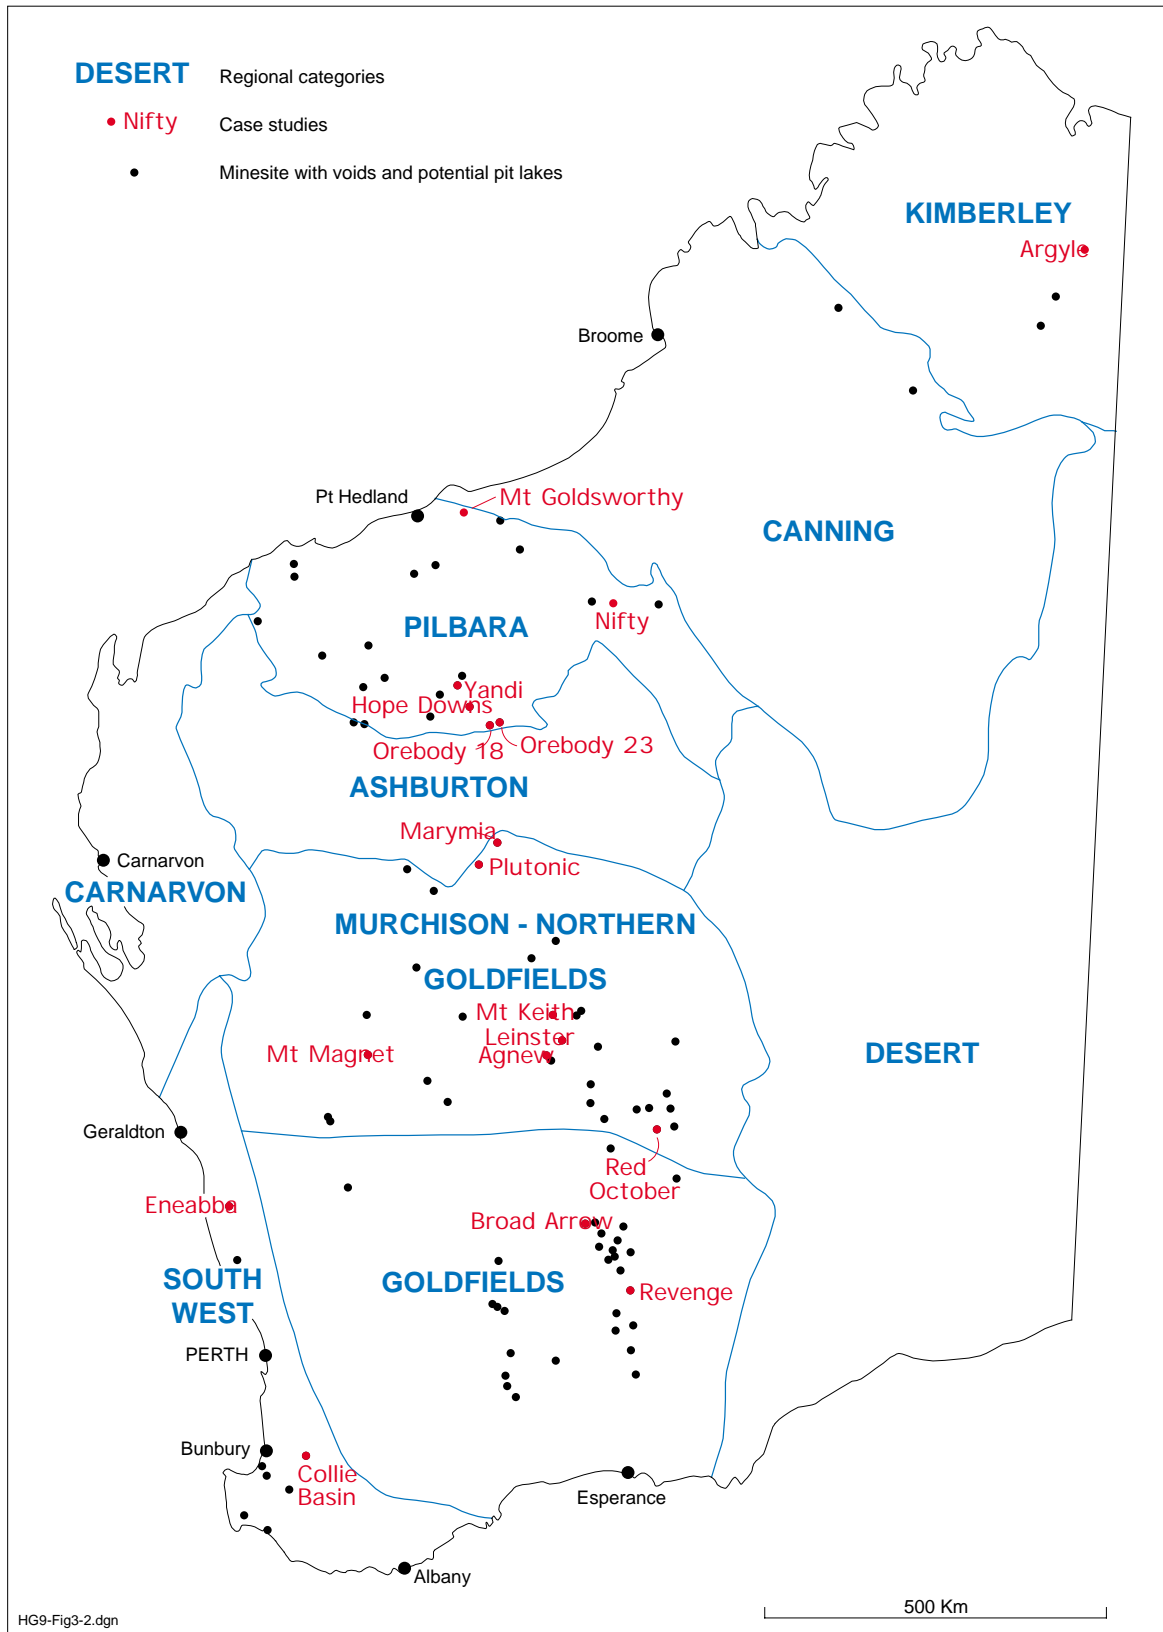 DESERT Regional categories
Nifty Case studies
Minesite with voids and potential pit lakes
KIMBERLEY
Argyle
Broome
Pt Hedland
Mt Goldsworthy
CANNING
Nifty
PILBARA
Yandi
Hope Downs
Orebody 18
Orebody 23
ASHBURTON
Marymia
Carnarvon
Plutonic
CARNARVON
MURCHISON - NORTHERN
GOLDFIELDS
Mt Keith
Leinster
Mt Magnet
Agnew
DESERT
Geraldton
Red
October
Eneabba
Broad Arrow
SOUTH
WEST
GOLDFIELDS
Revenge
PERTH
Bunbury
Collie
Basin
Esperance
Albany
500 Km
HG9-Fig3-2.dgn